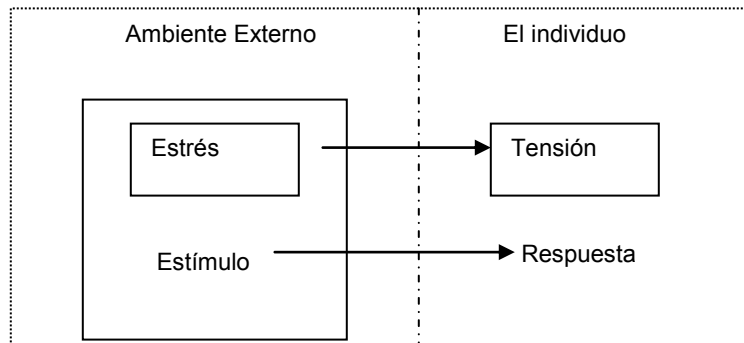 Ambiente Externo
El individuo
Estrés
Tensión
Estímulo
Respuesta